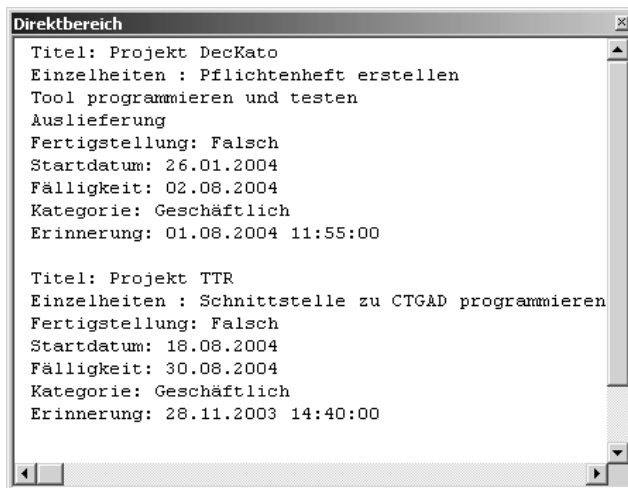 Direktbereich
Titel: Projekt DecKato
Einzelheiten : Pflichtenheft erstellen
Tool programmieren und testen
Auslieferung
Fertigstellung: Falsch
Startdatum: 26.01.2004
Fälligkeit: 02.08.2004
Kategorie: Geschäftlich
Erinnerung: 01.08.2004 11:55:00
Titel: Projekt TTR
Einzelheiten : Schnittstelle zu CTGAD programmieren
Fertigstellung: Falsch
Startdatum: 18.08.2004
Fälligkeit: 30.08.2004
Kategorie: Geschäftlich
Erinnerung: 28.11.2003 14:40:00